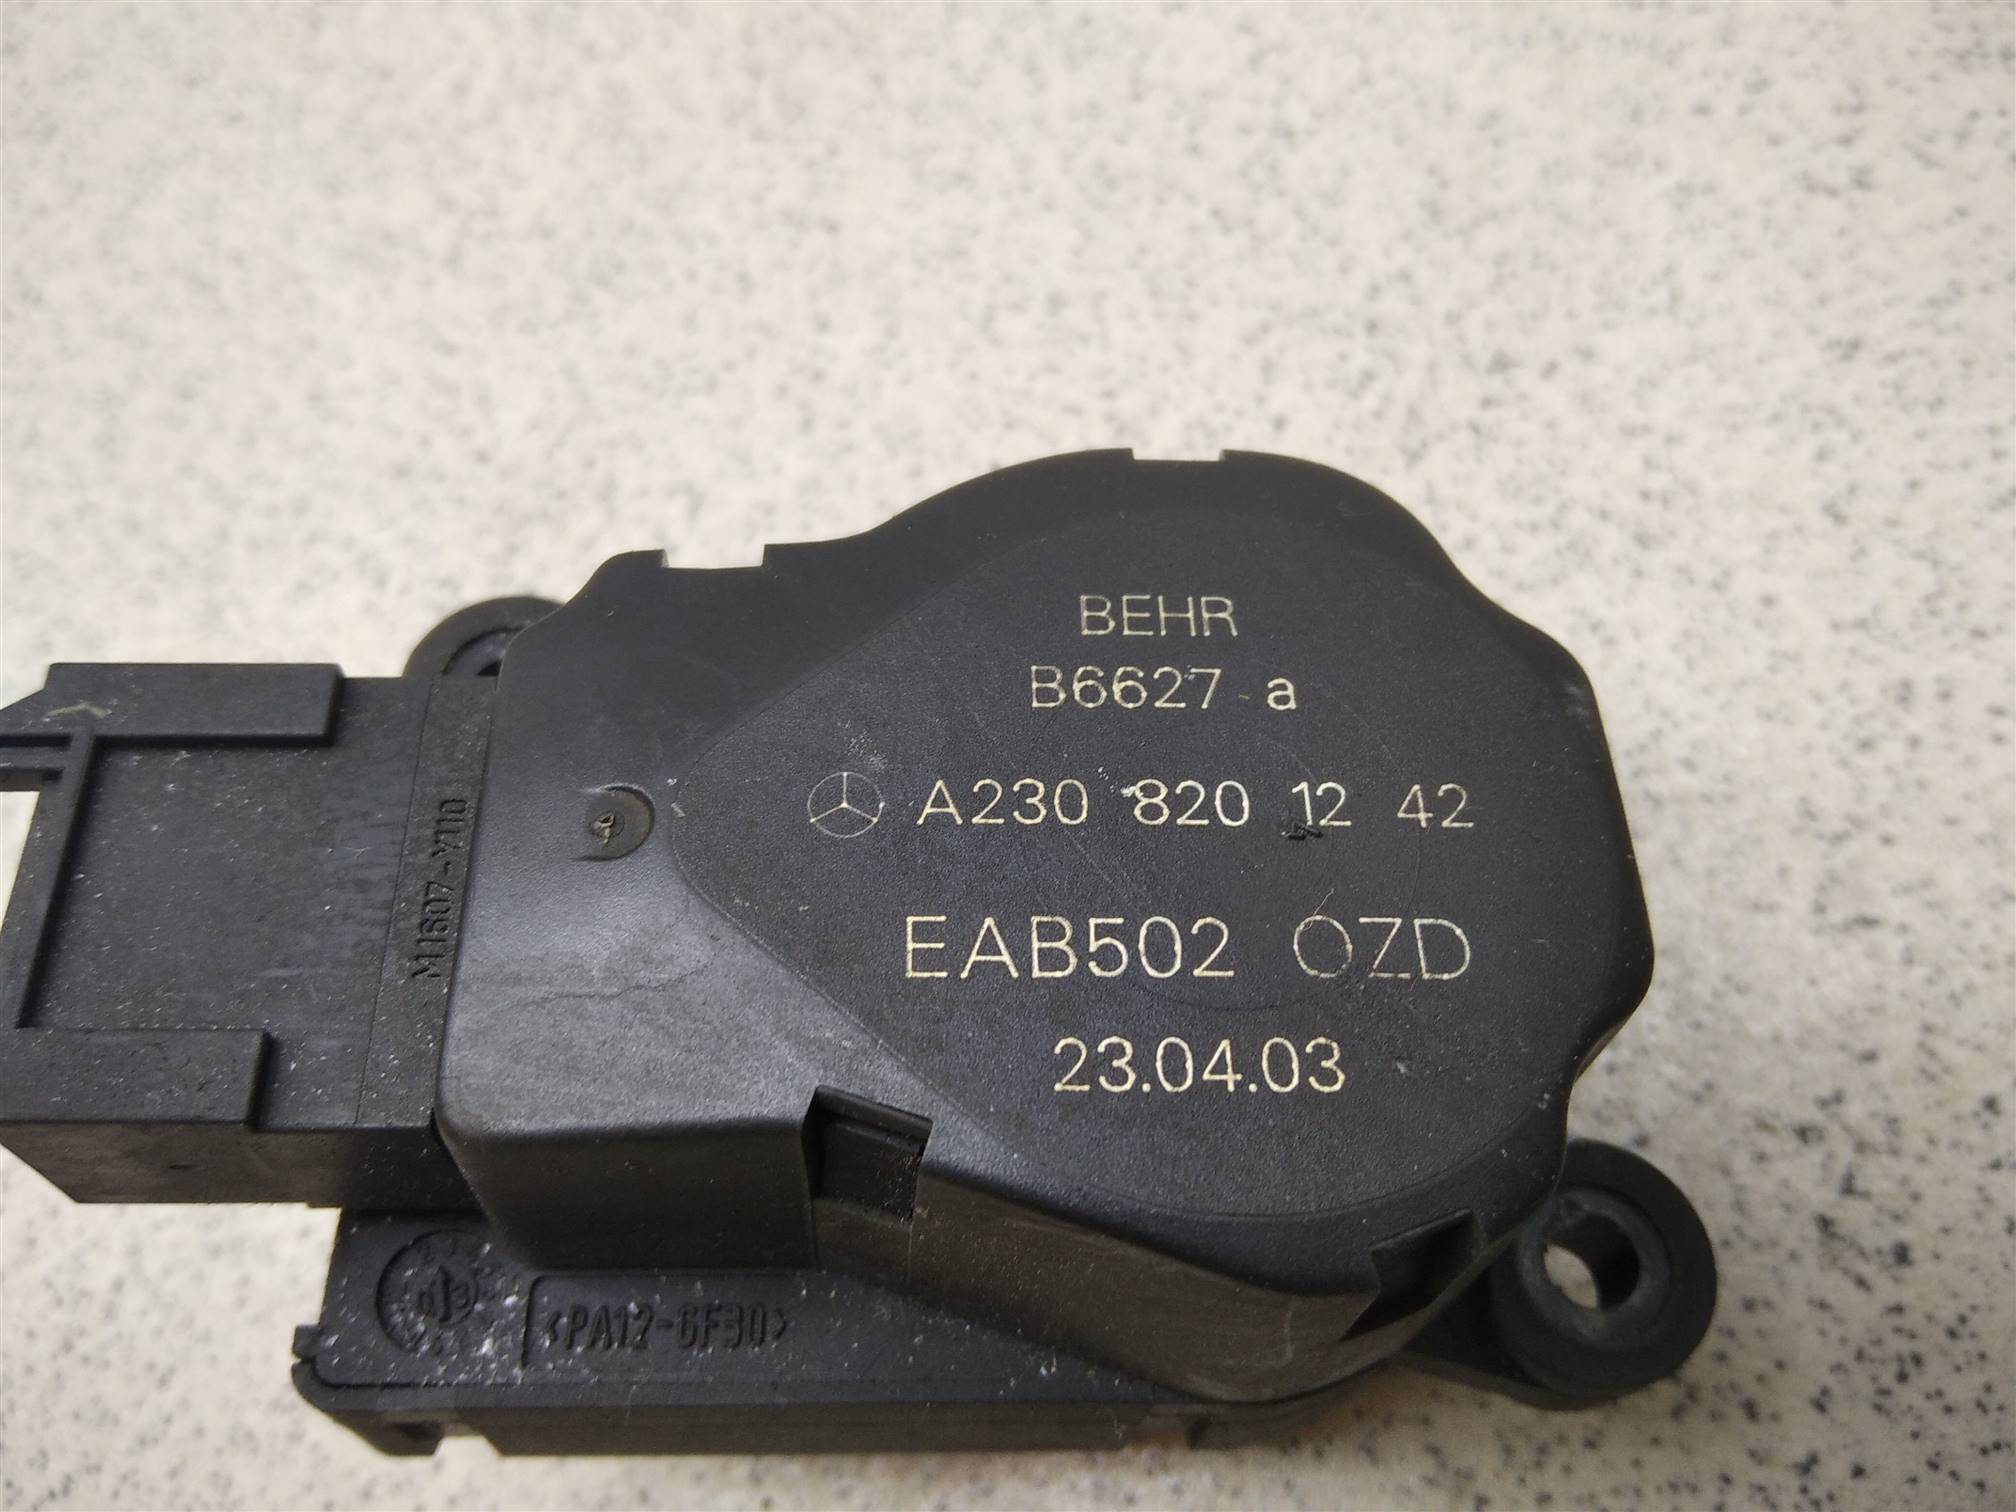 BEHR
B6627 a
A230 820 12 42
EAB502 OZD
23.04.03
M1607-Y110
<PA12-GF30>